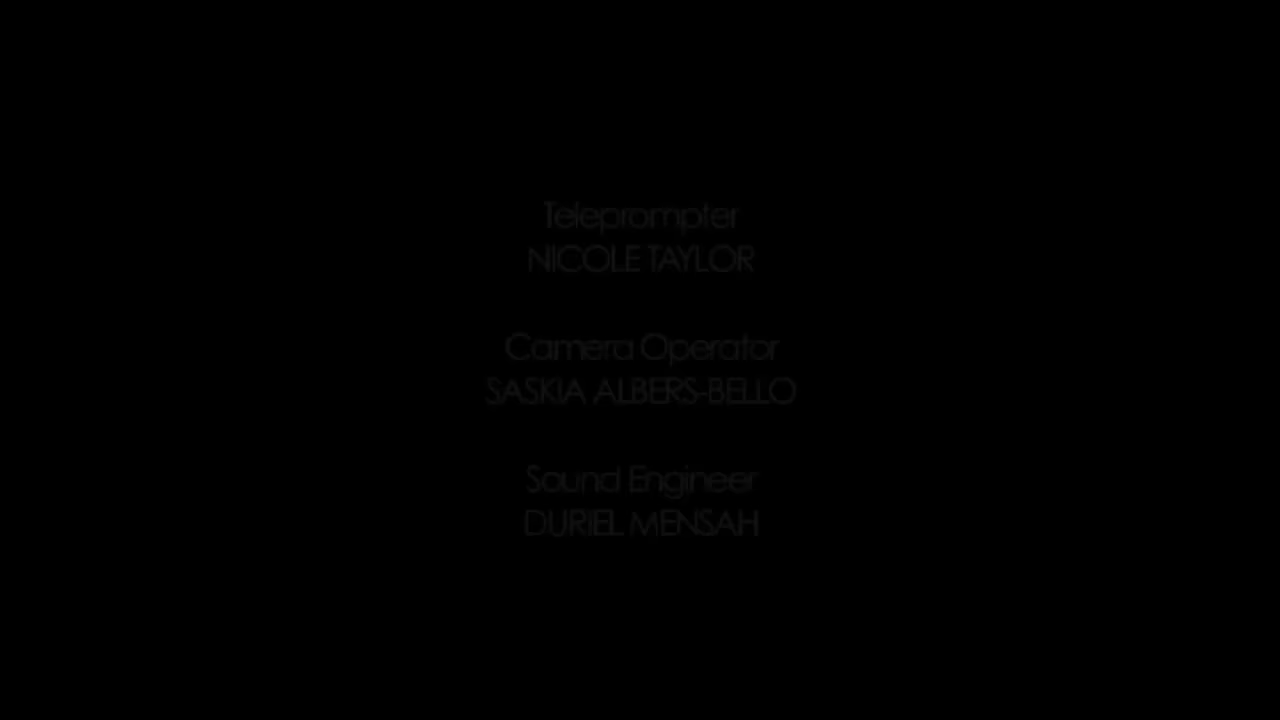 Teleprompter
NICOLE TAYLOR
Camera Operator
SASKIA ALBERS-BELLO
Sound Engineer
DURIEL MENSAH